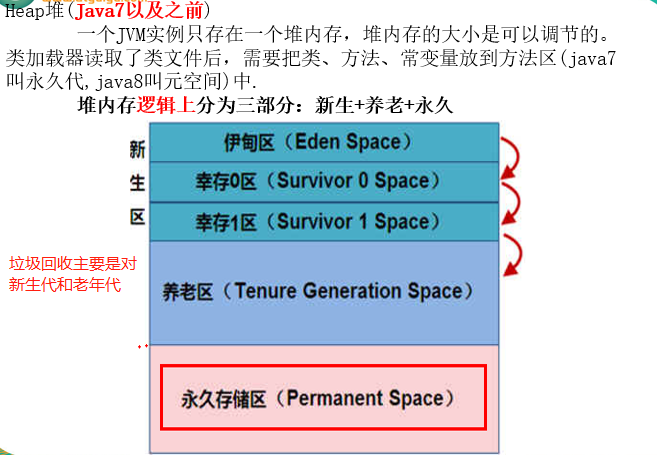 Heap堆(Java7以及之前)
一个JVM实例只存在一个堆内存，堆内存的大小是可以调节的。
类加载器读取了类文件后，需要把类、方法、常变量放到方法区(java7
叫永久代,java8叫元空间)中.
堆内存逻辑上分为三部分：新生+养老+永久
新
生
区
伊甸区（Eden Space）
幸存0区（Survivor 0 Space）
幸存1区（Survivor 1 Space）
垃圾回收主要是对
新生代和老年代
养老区（Tenure Generation Space）
永久存储区（Permanent Space）